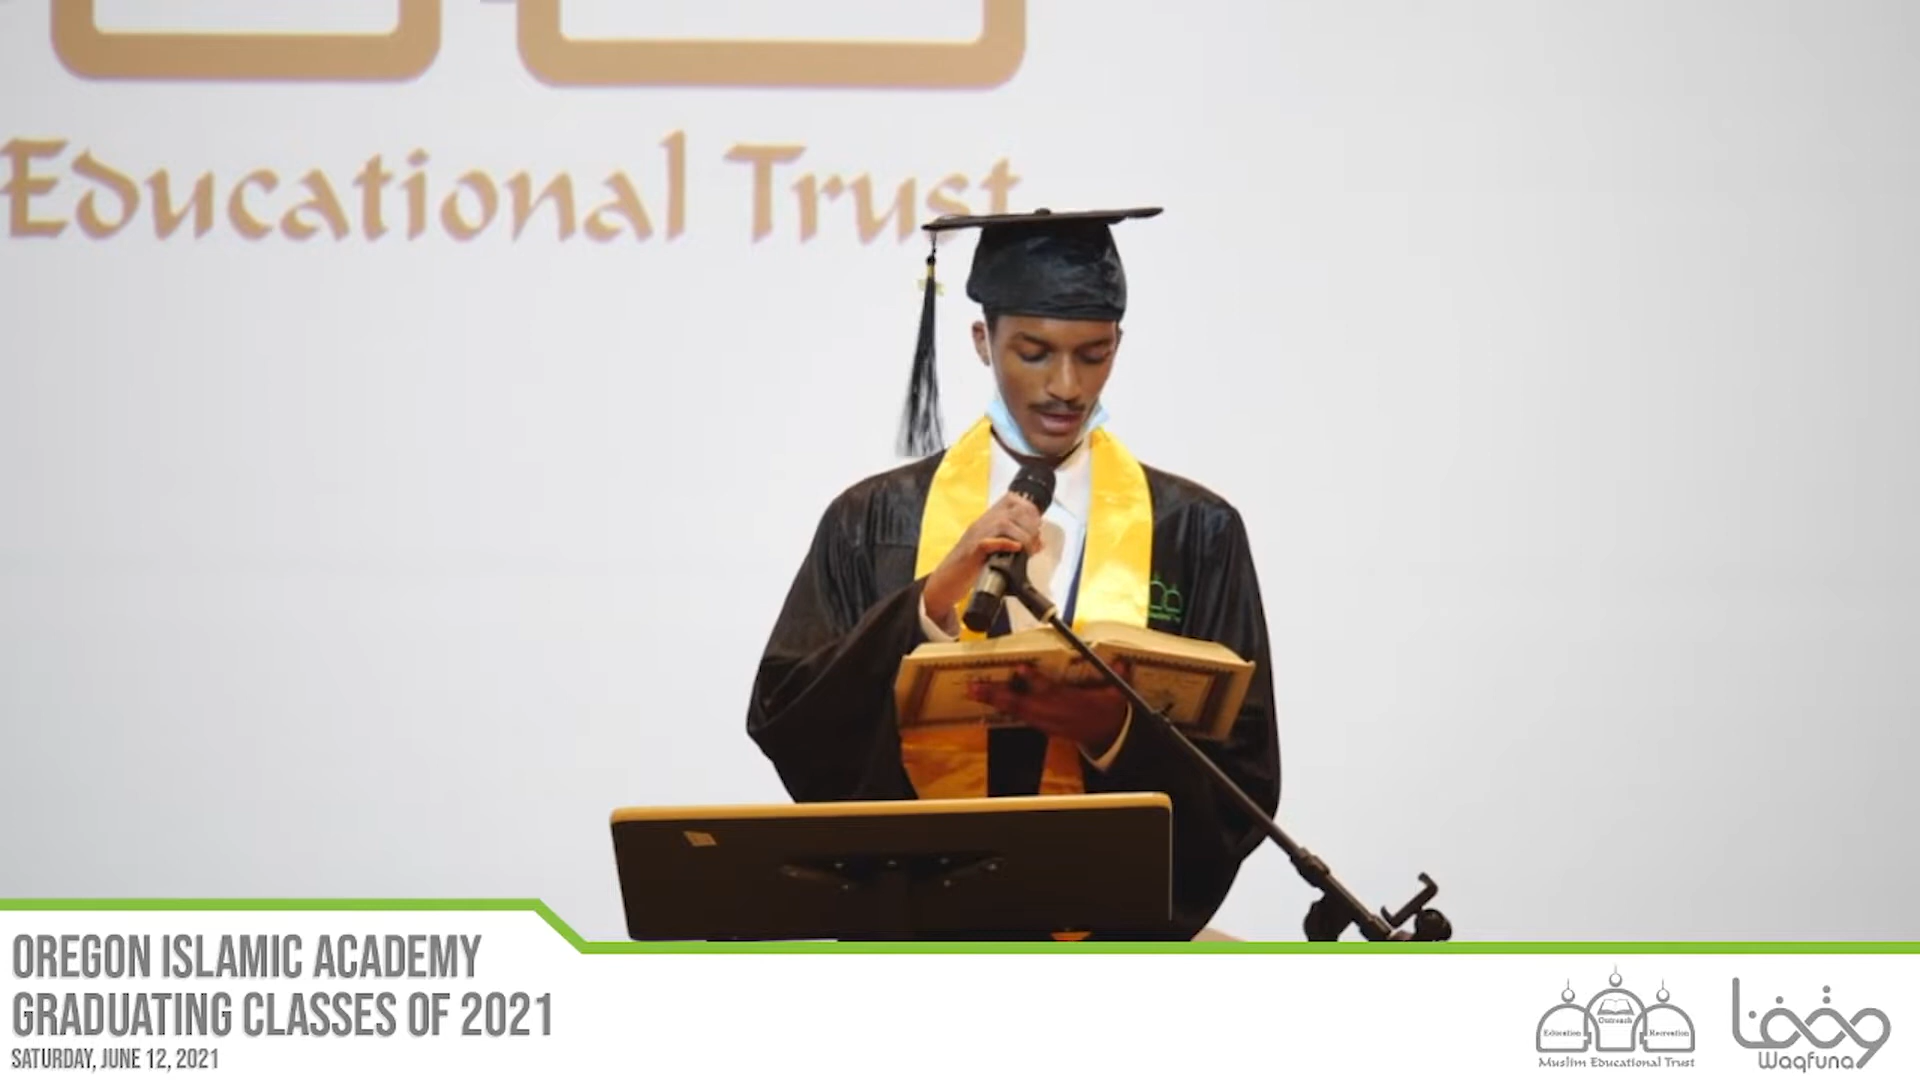 Educational Trust
OREGON ISLAMIC ACADEMY
GRADUATING CLASSES OF 2021
SATURDAY, JUNE 12, 2021
Education
Outreach
Recreation
Muslim Educational Trust
وقفنا
Waqfuna